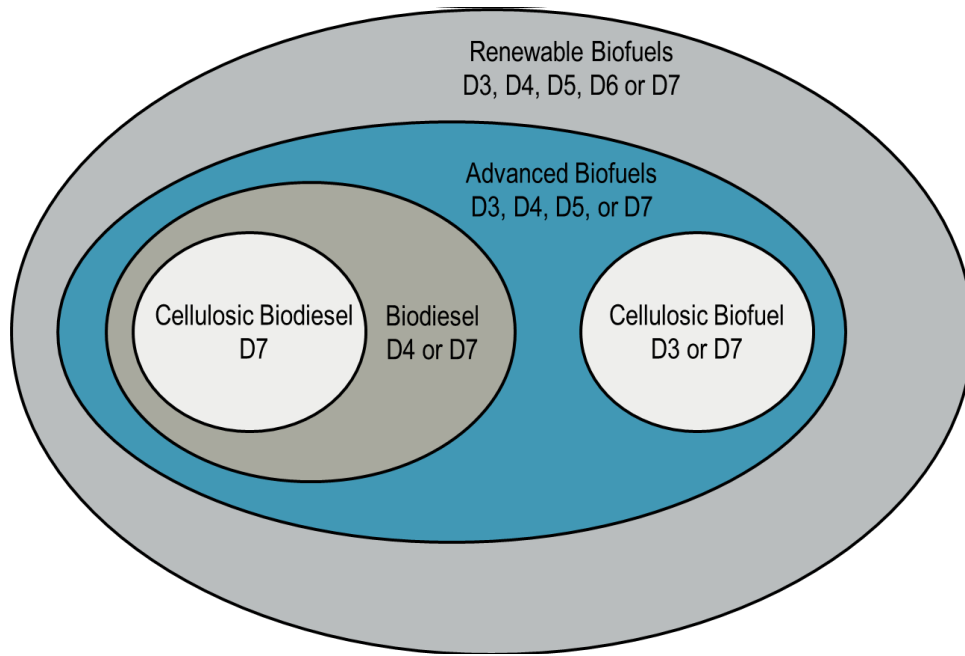 Renewable Biofuels
D3, D4, D5, D6 or D7
Advanced Biofuels
D3, D4, D5, or D7
Cellulosic Biodiesel
D7
Biodiesel
D4 or D7
Cellulosic Biofuel
D3 or D7